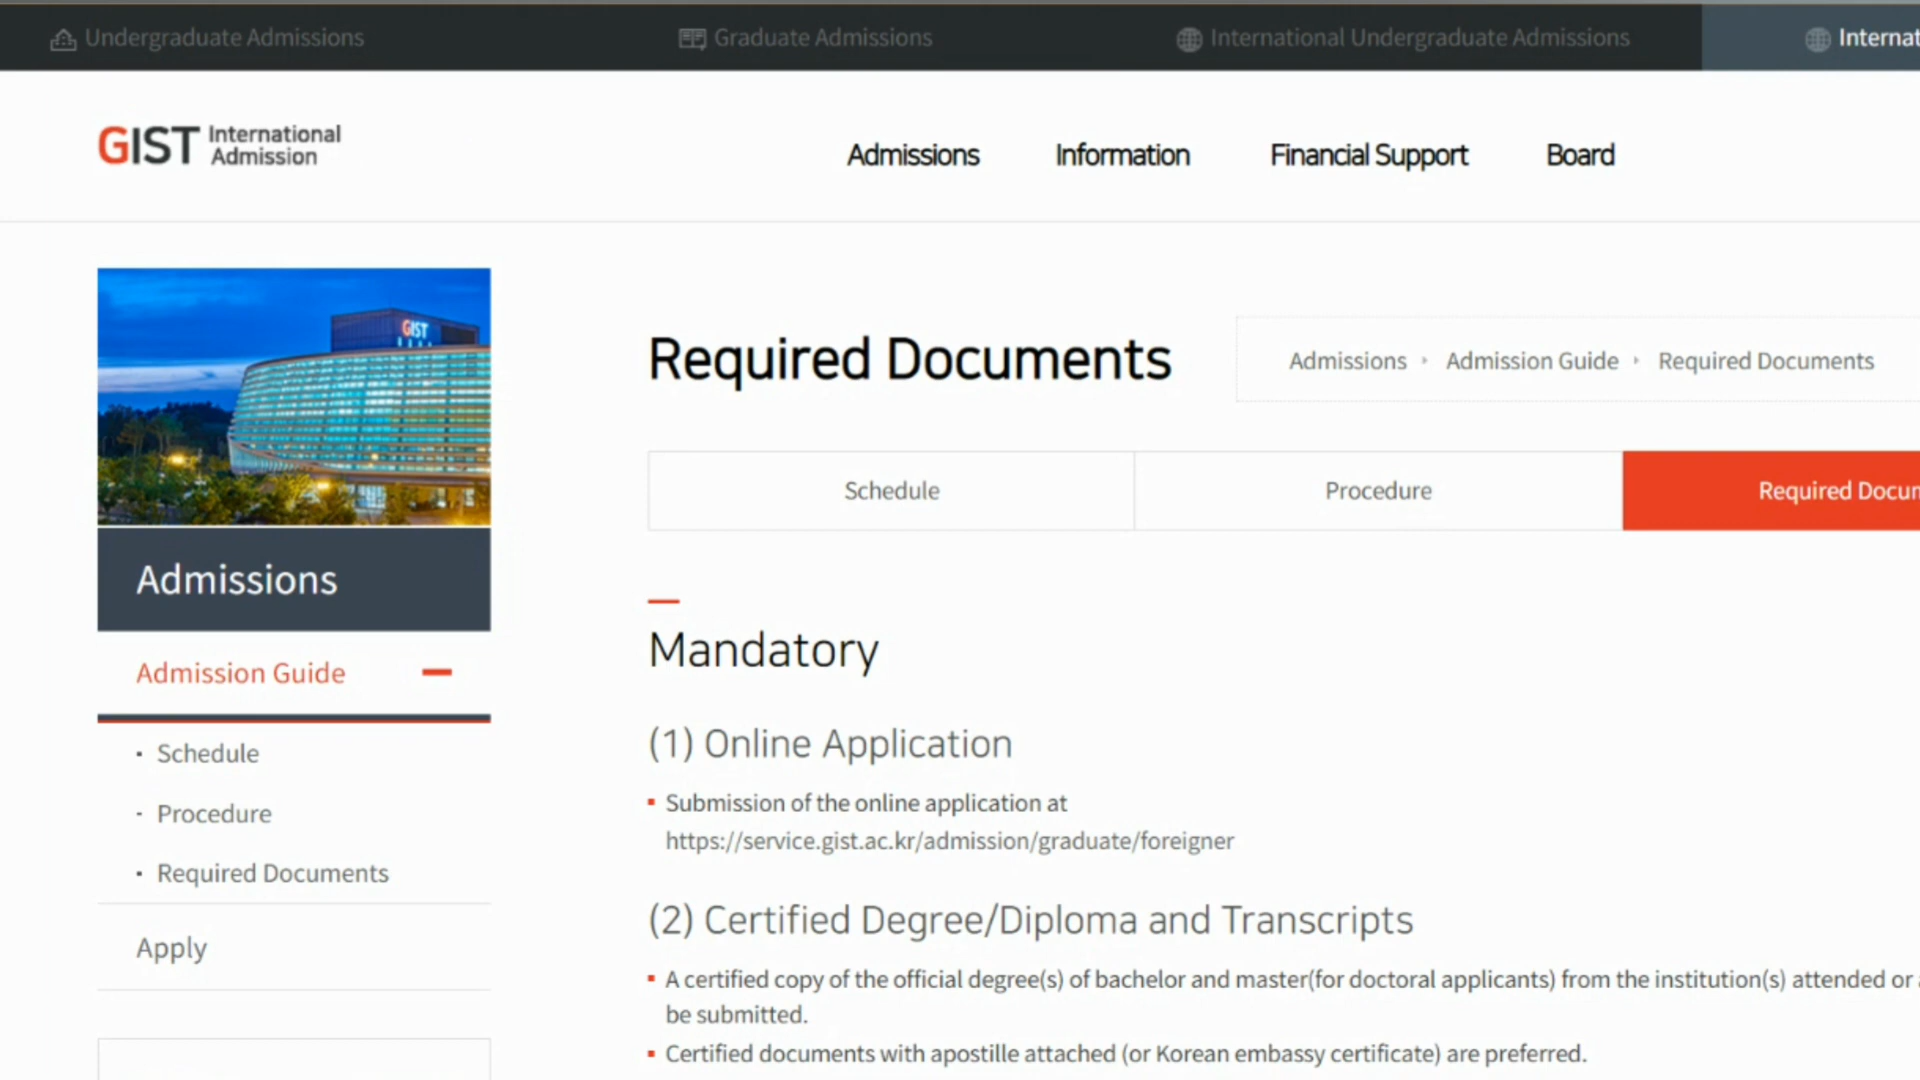 Undergraduate Admissions
Graduate Admissions
International Undergraduate Admissions
GIST International Admission
Admissions
Information
Financial Support
Board
GIST
Required Documents
Admissions
Admission Guide
Required Documents
Schedule
Procedure
Required
Admissions
Admission Guide
Schedule
Procedure
Required Documents
Apply
Mandatory
(1) Online Application
Submission of the online application at
https://service.gist.ac.kr/admission/graduate/foreigner
(2) Certified Degree/Diploma and Transcripts
A certified copy of the official degree(s) of bachelor and master(for doctoral applicants) from the institution(s) attended or
be submitted.
Certified documents with apostille attached (or Korean embassy certificate) are preferred.